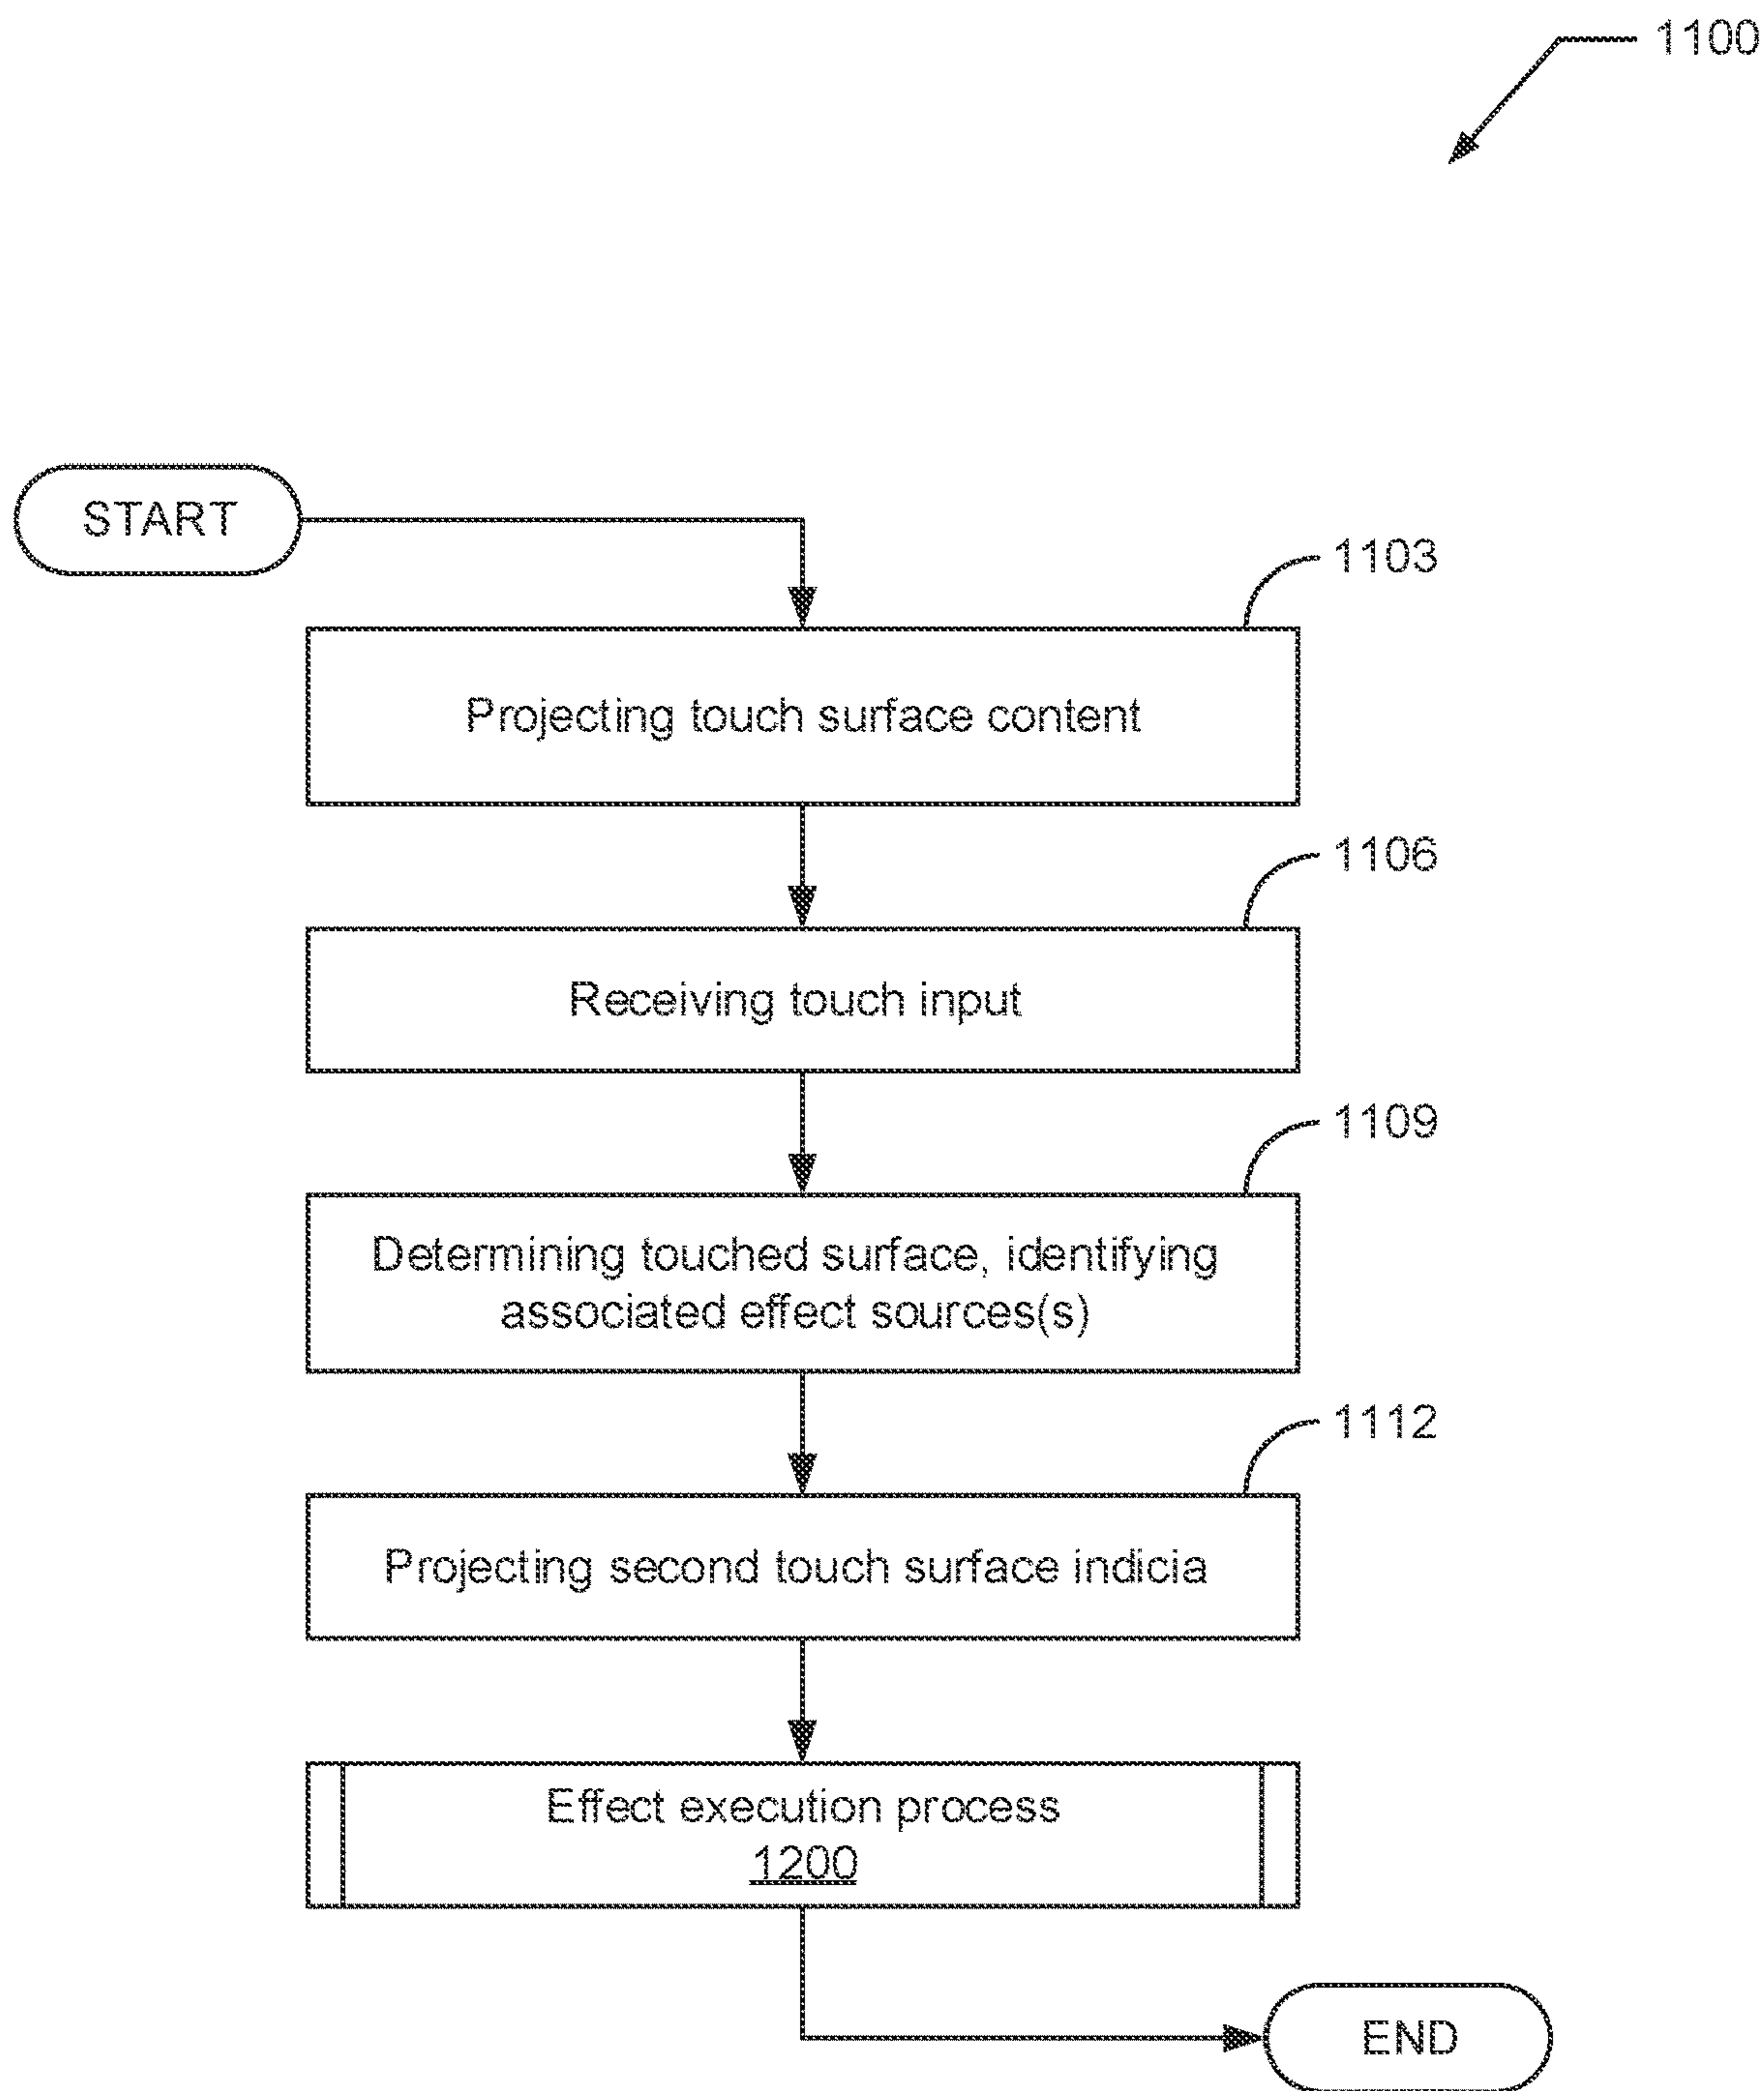 1100
START
1103
Projecting touch surface content
1106
Receiving touch input
1109
Determining touched surface, identifying
associated effect sources(s)
1112
Projecting second touch surface indicia
Effect execution process
1200
END